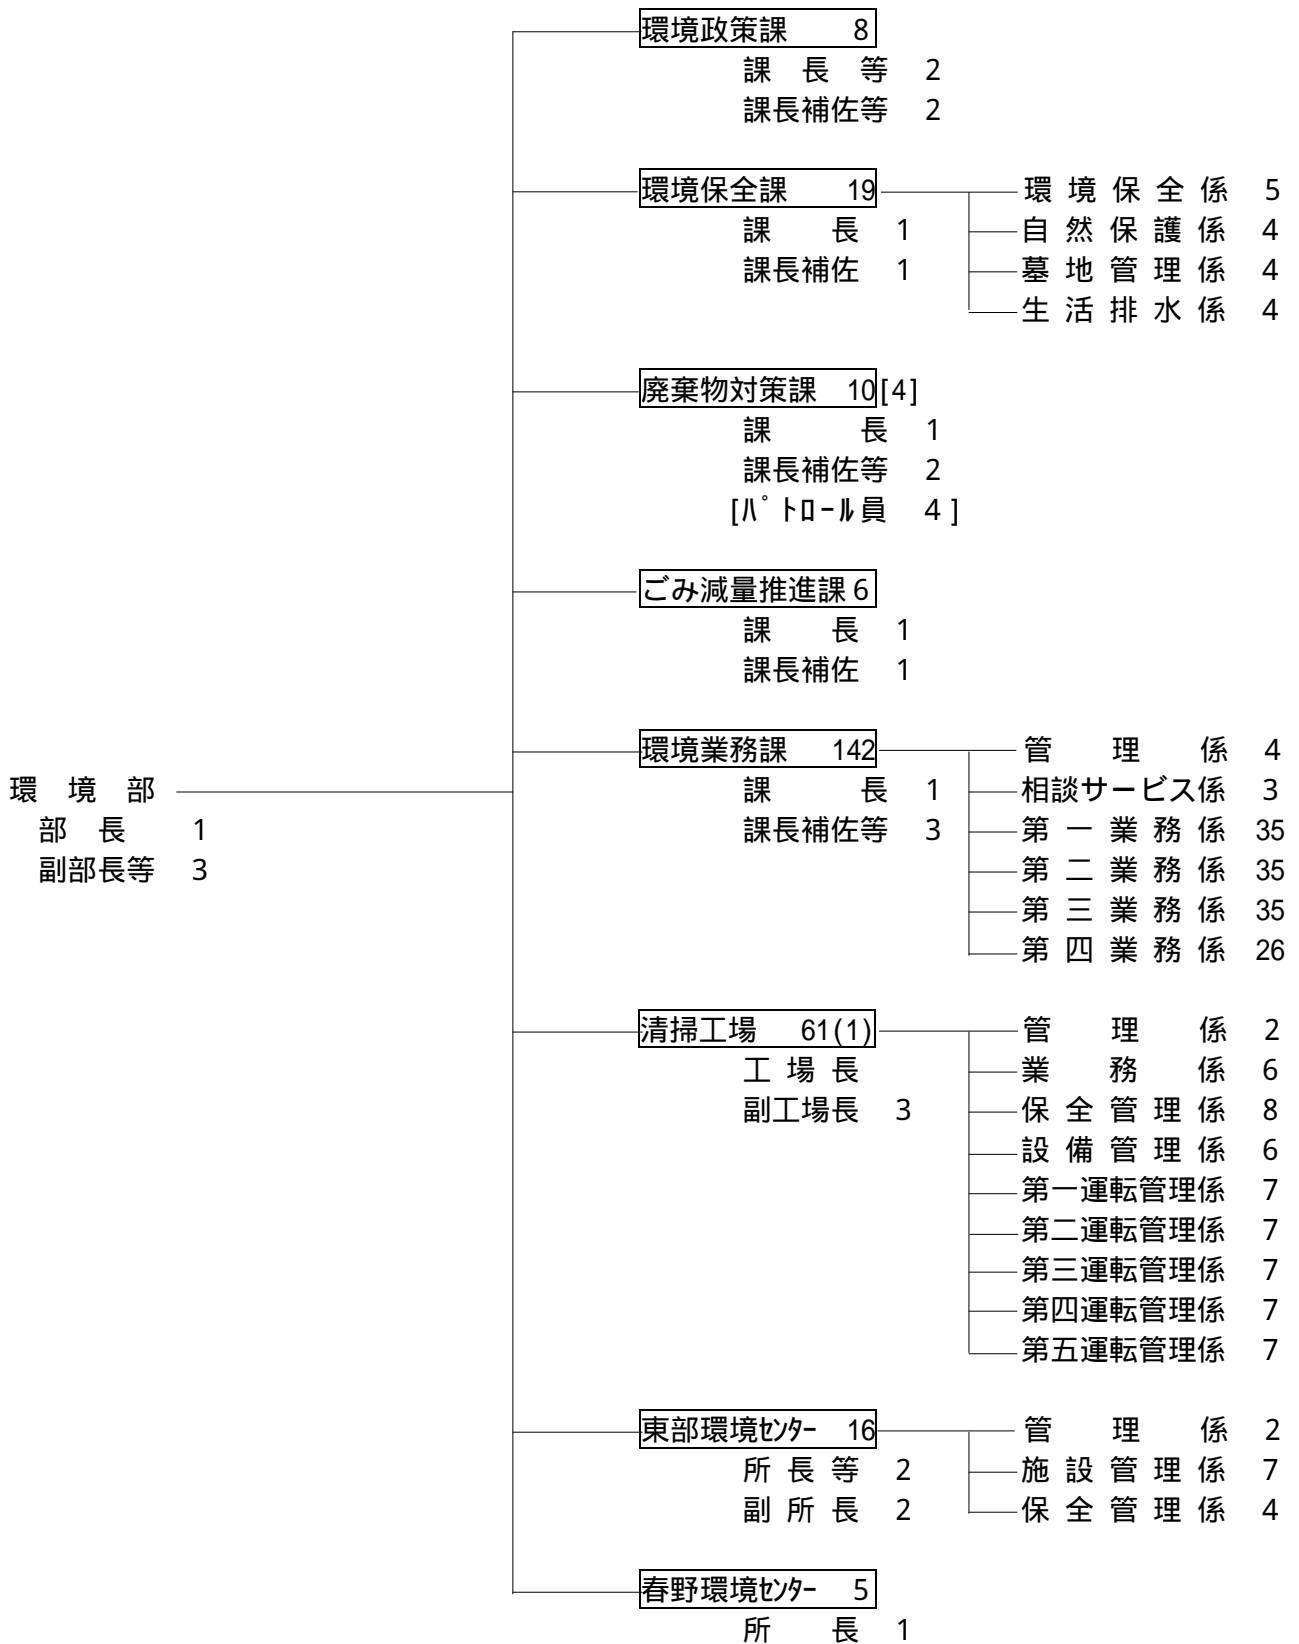 環境政策課 8
課長等 2
課長補佐等 2
環境保全課 19
課長 1
課長補佐 1
環境保全係 5
自然保護係 4
墓地管理係 4
生活排水係 4
廃棄物対策課 10[4]
課長 1
課長補佐等 2
[パトロール員 4]
ごみ減量推進課 6
課長 1
課長補佐 1
環境部
部長 1
副部長等 3
環境業務課 142
課長 1
課長補佐等 3
管理係 4
相談サービス係 3
第一業務係 35
第二業務係 35
第三業務係 35
第四業務係 26
清掃工場 61(1)
工場長
副工場長 3
管理係 2
業務係 6
保全管理係 8
設備管理係 6
第一運転管理係 7
第二運転管理係 7
第三運転管理係 7
第四運転管理係 7
第五運転管理係 7
東部環境センター 16
所長等 2
副所長 2
管理係 2
施設管理係 7
保全管理係 4
春野環境センター 5
所長 1